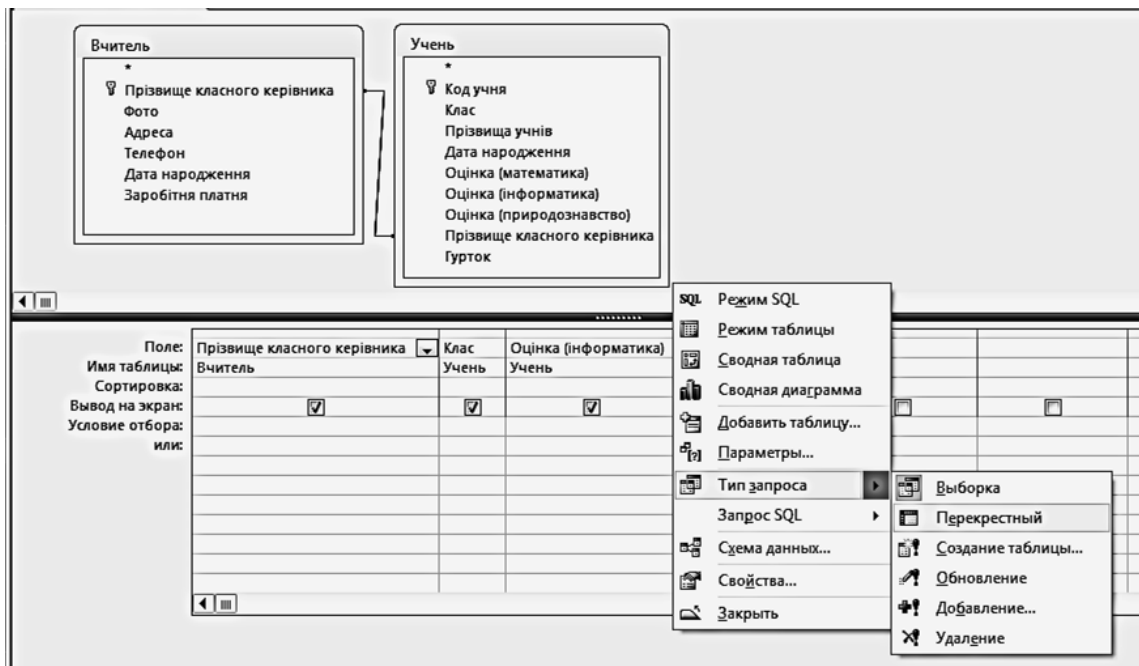 Вчитель
*
Прізвище класного керівника
Фото
Адреса
Телефон
Дата народження
Заробітня платня
Учень
*
Код учня
Клас
Прізвища учнів
Дата народження
Оцінка (математика)
Оцінка (інформатика)
Оцінка (природознавство)
Прізвище класного керівника
Гурток
Поле: Прізвище класного керівника Клас Оцінка (інформатика)
Имя таблицы: Вчитель Учень Учень
Сортировка:
Вывод на экран:
Условие отбора:
или:
SQL Режим SQL
Режим таблицы
Сводная таблица
Сводная диаграмма
Добавить таблицу...
[?] Параметры...
Тип запроса
Запрос SQL
Схема данных...
Свойства...
Закрыть
Выборка
Перекрестный
Создание таблицы...
Обновление
Добавление...
Удаление